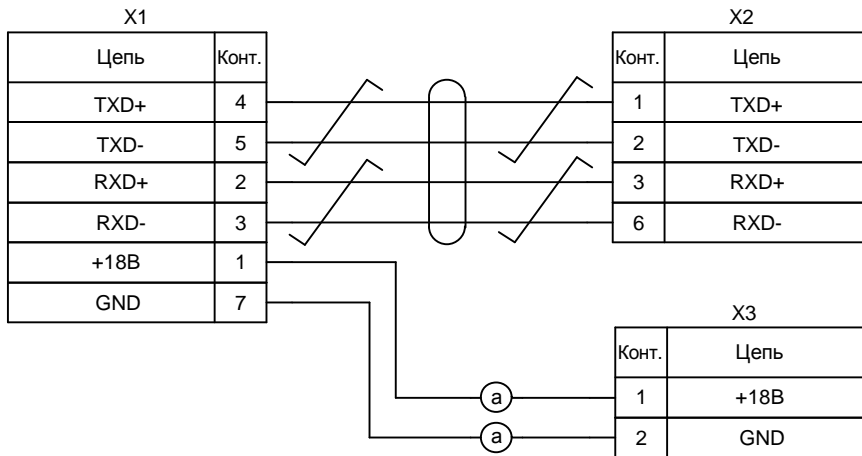 X1
Цепь Конт.
TXD+ 4
TXD- 5
RXD+ 2
RXD- 3
+18В 1
GND 7
X2
Конт. Цепь
1 TXD+
2 TXD-
3 RXD+
6 RXD-
X3
Конт. Цепь
a 1 +18В
a 2 GND